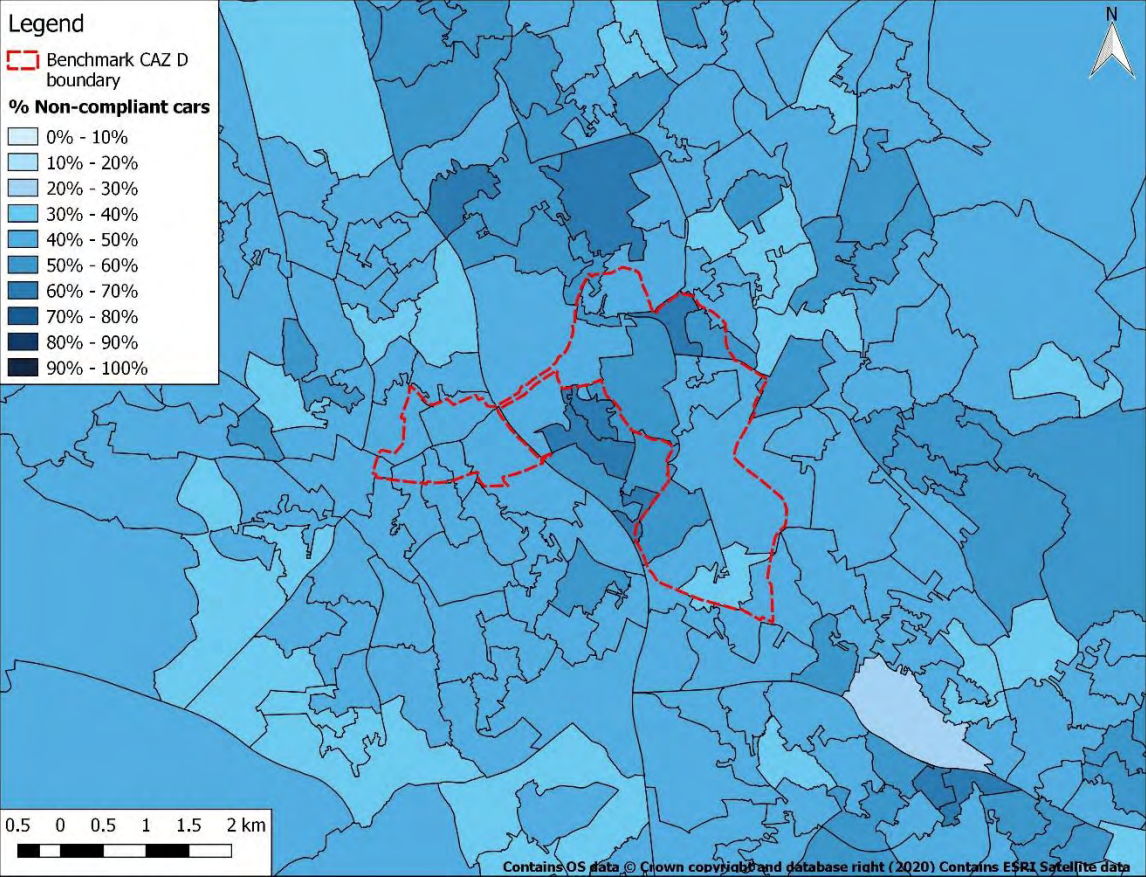 Legend
Benchmark CAZ D
boundary
% Non-compliant cars
0% - 10%
10% - 20%
20% - 30%
30% - 40%
40% - 50%
50% - 60%
60% - 70%
70% - 80%
80% - 90%
90% - 100%
N
0.5 0 0.5 1 1.5 2 km
Contains OS data © Crown copyright and database right (2020) Contains ESRI Satellite data